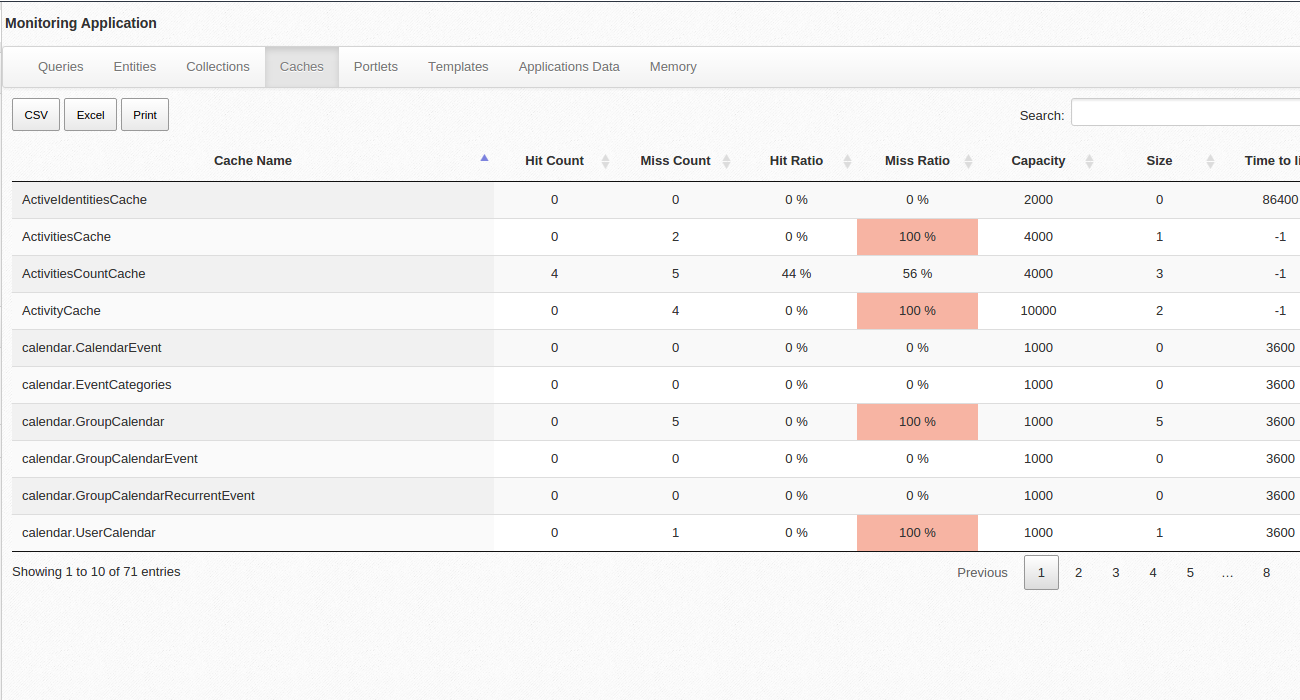 Monitoring Application
Queries Entities Collections Caches Portlets Templates Applications Data Memory
CSV Excel Print Search:
Cache Name Hit Count Miss Count Hit Ratio Miss Ratio Capacity Size Time to li
ActiveIdentitiesCache 0 0 0 % 0 % 2000 0 86400
ActivitiesCache 0 2 0 % 100 % 4000 1 -1
ActivitiesCountCache 4 5 44 % 56 % 4000 3 -1
ActivityCache 0 4 0 % 100 % 10000 2 -1
calendar.CalendarEvent 0 0 0 % 0 % 1000 0 3600
calendar.EventCategories 0 0 0 % 0 % 1000 0 3600
calendar.GroupCalendar 0 5 0 % 100 % 1000 5 3600
calendar.GroupCalendarEvent 0 0 0 % 0 % 1000 0 3600
calendar.GroupCalendarRecurrentEvent 0 0 0 % 0 % 1000 0 3600
calendar.UserCalendar 0 1 0 % 100 % 1000 1 3600
Showing 1 to 10 of 71 entries Previous 1 2 3 4 5 … 8